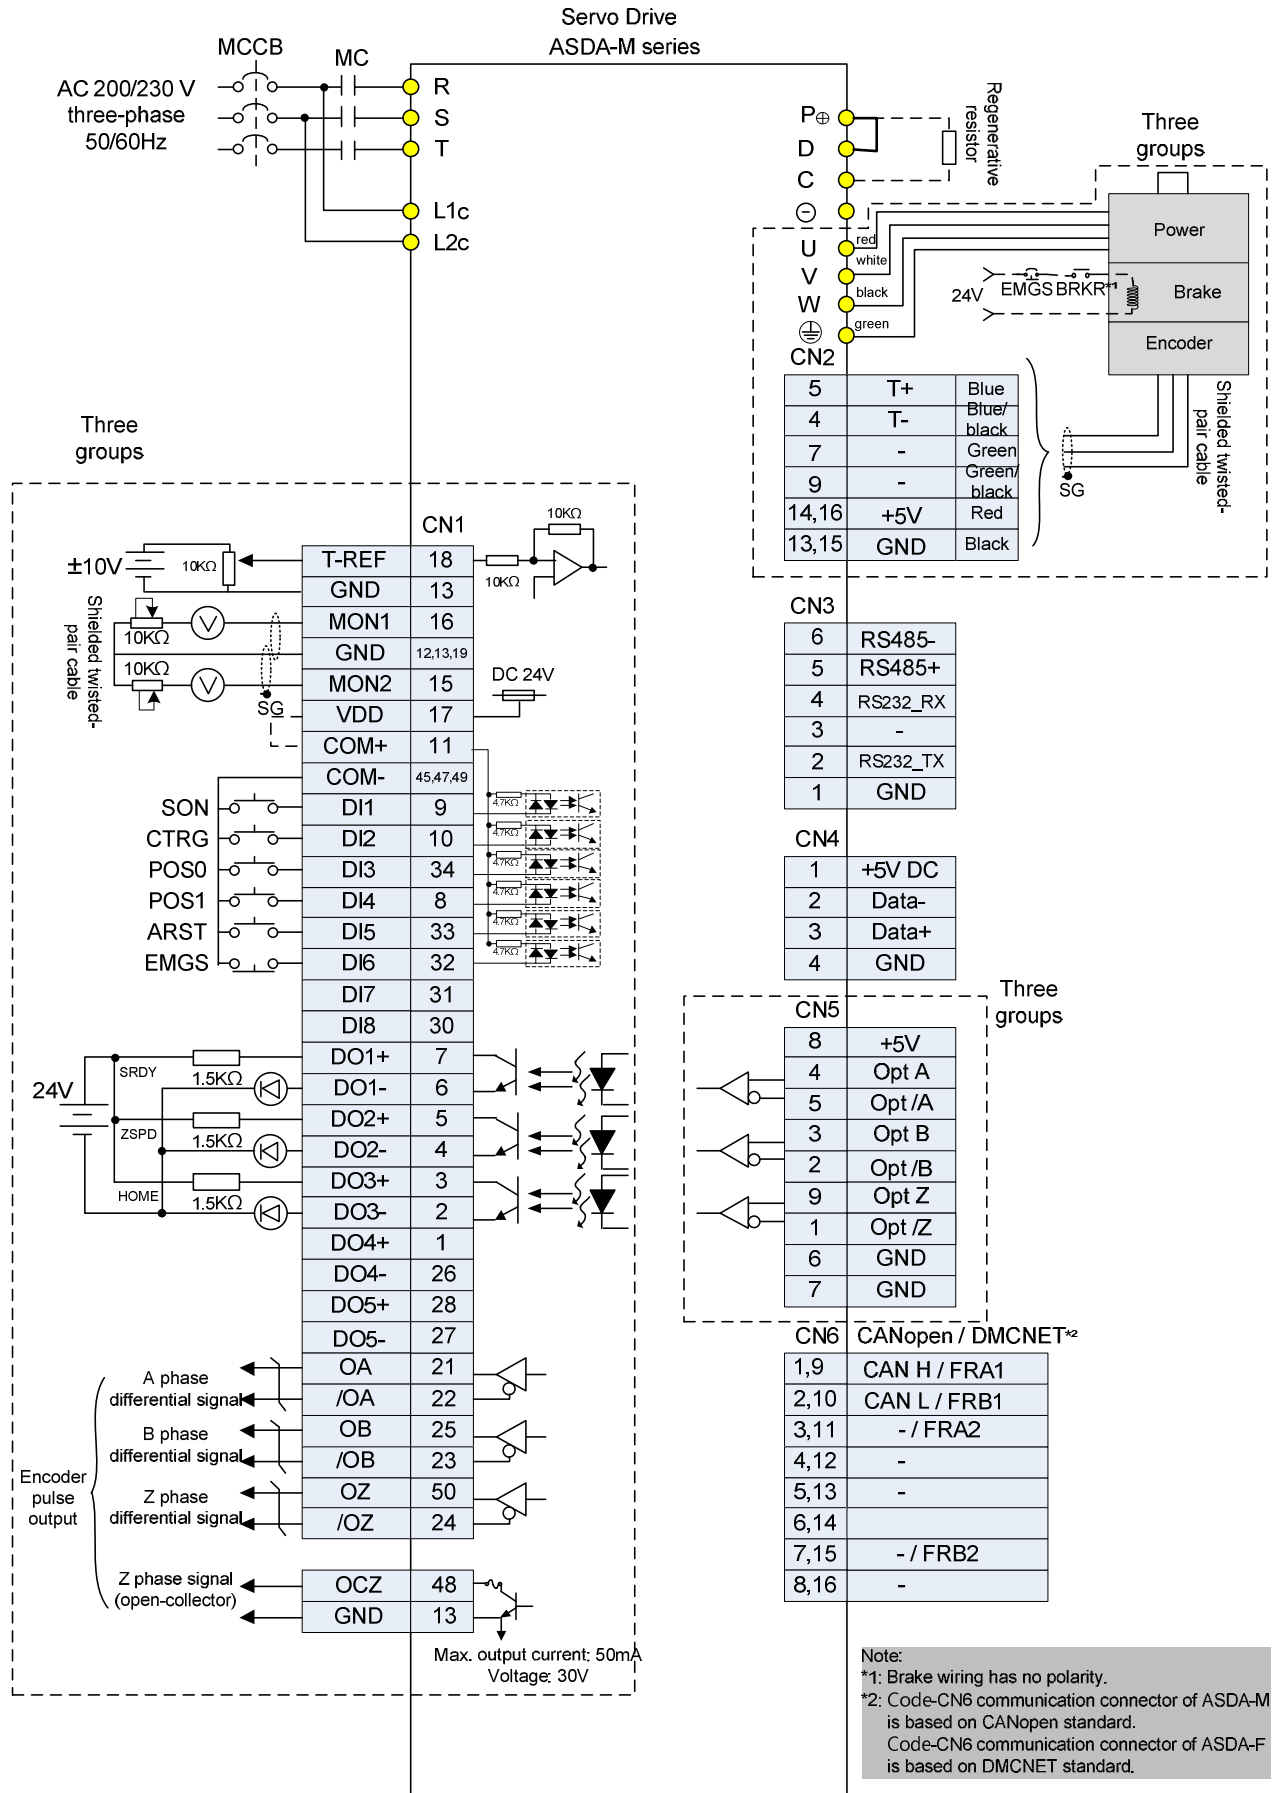 Servo Drive
ASDA-M series
MCCB
MC
AC 200/230 V
three-phase
50/60Hz
R
S
T
L1c
L2c
P⊕
D
C
⊖
U
V
W
Regenerative
resistor
Three
groups
red
white
black
green
Power
Brake
Encoder
24V
EMGS
BRKR*1
CN2
5 T+ Blue
4 T- Blue/
black
7 - Green
9 - Green/
black
14,16 +5V Red
13,15 GND Black
SG
Shielded twisted-
pair cable
Three
groups
CN1
±10V
10KΩ
T-REF 18
10KΩ
10KΩ
GND 13
MON1 16
10KΩ
V
GND 12,13,19
10KΩ
V
MON2 15
SG
Shielded twisted-
pair cable
DC 24V
VDD 17
COM+ 11
COM- 45,47,49
SON DI1 9 4.7KΩ
CTRG DI2 10 4.7KΩ
POS0 DI3 34 4.7KΩ
POS1 DI4 8 4.7KΩ
ARST DI5 33 4.7KΩ
EMGS DI6 32 4.7KΩ
DI7 31
DI8 30
24V
DO1+ 7
SRDY
1.5KΩ
DO1- 6
DO2+ 5
ZSPD
1.5KΩ
DO2- 4
DO3+ 3
HOME
1.5KΩ
DO3- 2
DO4+ 1
DO4- 26
DO5+ 28
DO5- 27
OA 21
A phase
differential signal
/OA 22
OB 25
B phase
differential signal
/OB 23
Encoder
pulse
output
OZ 50
Z phase
differential signal
/OZ 24
Z phase signal
(open-collector)
OCZ 48
GND 13
Max. output current: 50mA
Voltage: 30V
CN3
6 RS485-
5 RS485+
4 RS232_RX
3 -
2 RS232_TX
1 GND
CN4
1 +5V DC
2 Data-
3 Data+
4 GND
Three
groups
CN5
8 +5V
4 Opt A
5 Opt /A
3 Opt B
2 Opt /B
9 Opt Z
1 Opt /Z
6 GND
7 GND
CN6 CANopen / DMCNET*2
1,9 CAN H / FRA1
2,10 CAN L / FRB1
3,11 - / FRA2
4,12 -
5,13 -
6,14
7,15 - / FRB2
8,16 -
Note:
*1: Brake wiring has no polarity.
*2: Code-CN6 communication connector of ASDA-M
is based on CANopen standard.
Code-CN6 communication connector of ASDA-F
is based on DMCNET standard.